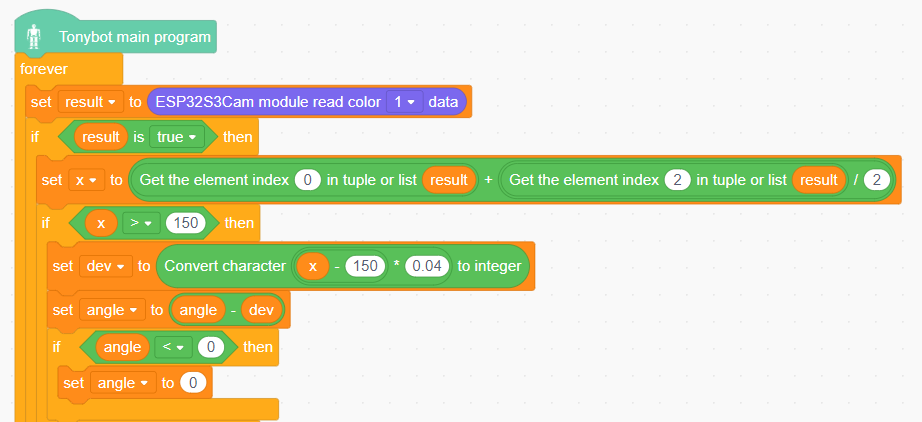 Tonybot main program
forever
set result to ESP32S3Cam module read color 1 data
if result is true then
set x to Get the element index 0 in tuple or list result + Get the element index 2 in tuple or list result / 2
if x > 150 then
set dev to Convert character x - 150 * 0.04 to integer
set angle to angle - dev
if angle < 0 then
set angle to 0